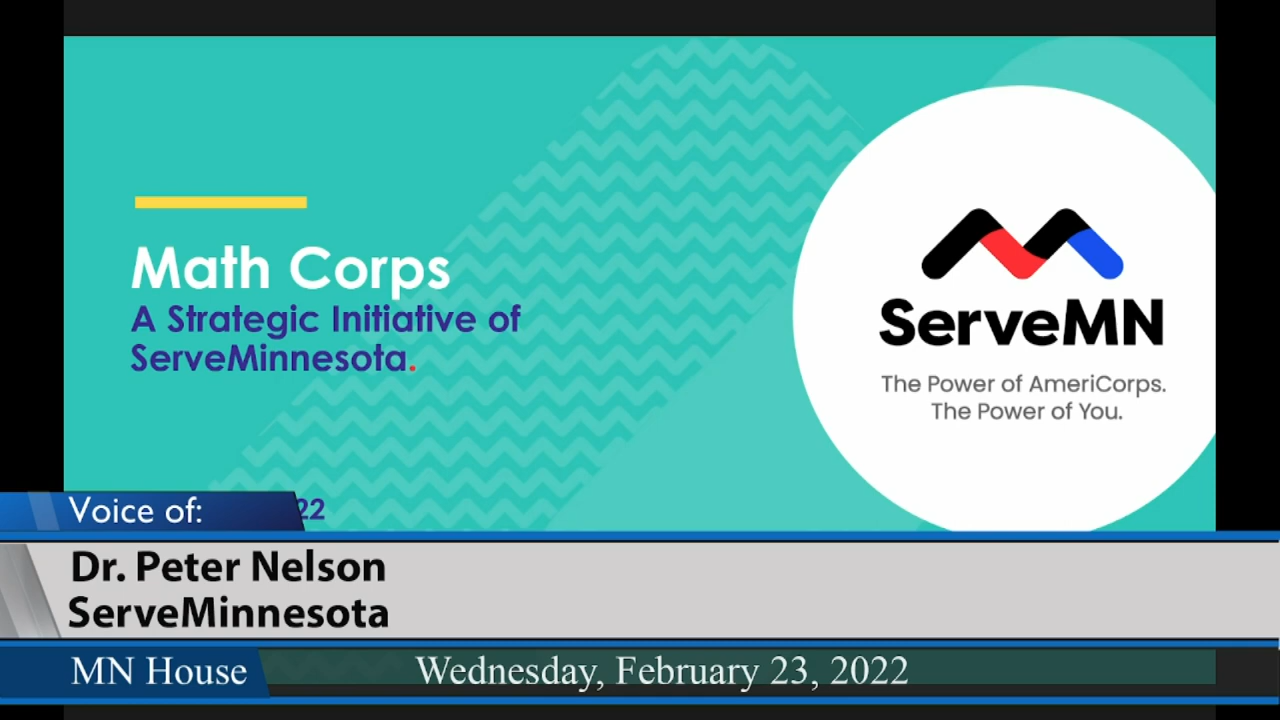 Math Corps
A Strategic Initiative of
ServeMinnesota.
ServeMN
The Power of AmeriCorps.
The Power of You.
22
Voice of:
Dr. Peter Nelson
ServeMinnesota
MN House
Wednesday, February 23, 2022